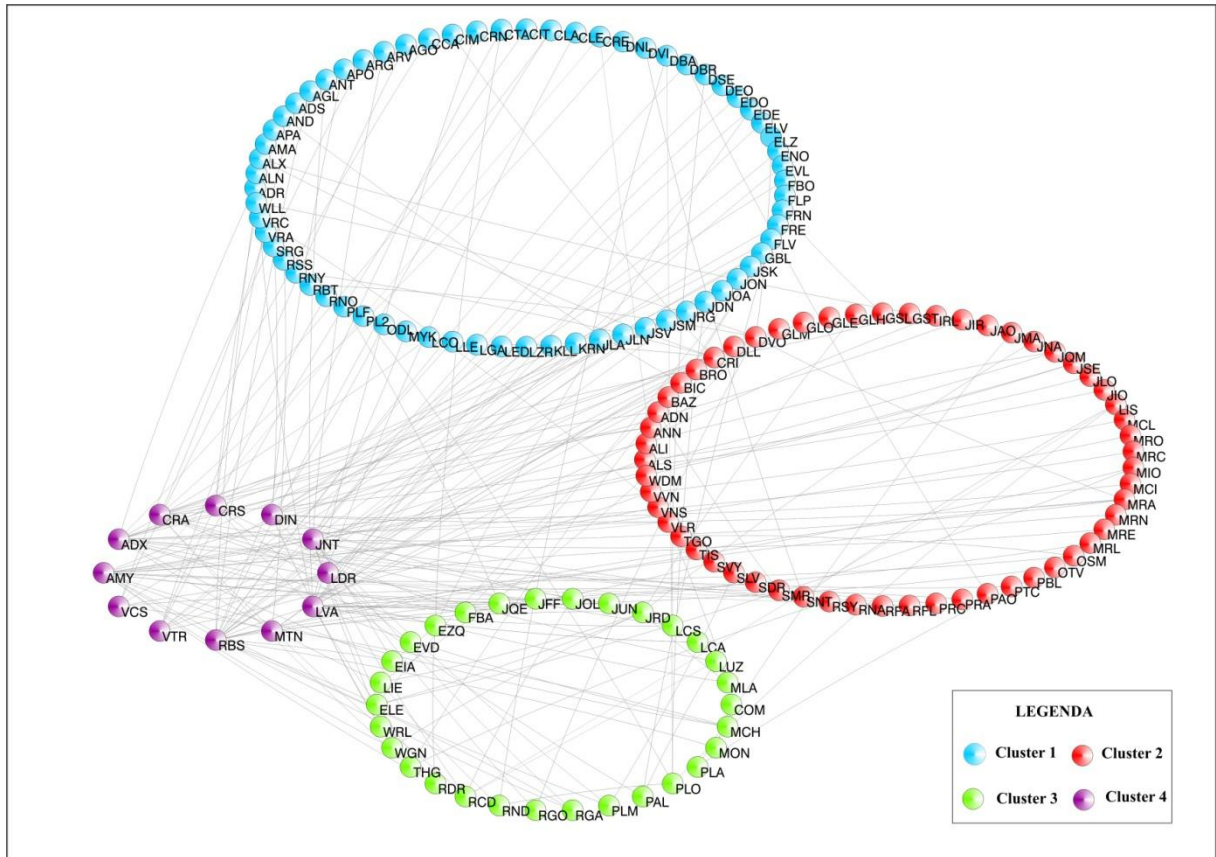 CCA
CIM
CRN
CTA
CIT
CLA
CLE
CRE
DNL
DVI
DBA
DBR
DSE
DEO
EDO
EDE
ELV
ELZ
ENO
EVL
FBO
FLP
FRN
FRE
FLV
GBL
JSK
JON
JOA
JDN
JRG
JSM
JSV
JLN
JLA
KRN
KLL
LZR
LED
LGA
LLE
LCO
MYK
ODL
PL2
PLF
RNO
RBT
RNY
RSS
SRG
VRA
VRC
WLL
ADR
ALN
ALX
AMA
APA
AND
ADS
AGL
ANT
APO
ARG
ARV
AGO
GLM
GLO
GLE
GLH
GSL
GST
IRL
JIR
JAO
JMA
JNA
JQM
JSE
JLO
JIO
LIS
MCL
MRO
MRC
MIO
MCI
MRA
MRN
MRE
MRL
OSM
OTV
PBL
PTC
PAO
PRA
PRC
RFL
RFA
RNA
RSY
SNT
SMR
SDR
SLV
SVY
TIS
TGO
VLR
VNS
VVN
WDM
ALS
ALI
ANN
ADN
BAZ
BIC
BRO
CRI
DLL
DVO
CRS
DIN
JNT
LDR
LVA
MTN
RBS
VTR
VCS
AMY
ADX
CRA
JQE
JFF
JOL
JUN
JRD
LCS
LCA
LUZ
MLA
COM
MCH
MON
PLA
PLO
PAL
PLM
RGA
RGO
RND
RCD
RDR
THG
WGN
WRL
ELE
LIE
EIA
EVD
EZQ
FBA
LEGENDA
Cluster 1
Cluster 2
Cluster 3
Cluster 4